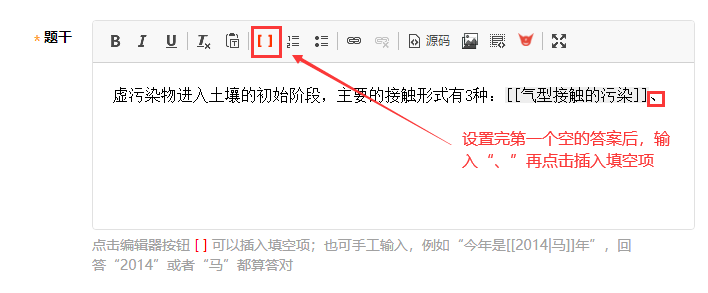 *题干
B I U Tx [ ] 源码
虚污染物进入土壤的初始阶段，主要的接触形式有3种：[[气型接触的污染]]、
设置完第一个空的答案后，输
入“、”再点击插入填空项
点击编辑器按钮 [ ] 可以插入填空项；也可手工输入，例如“今年是[[2014|马]]年”，回
答“2014”或者“马”都算答对